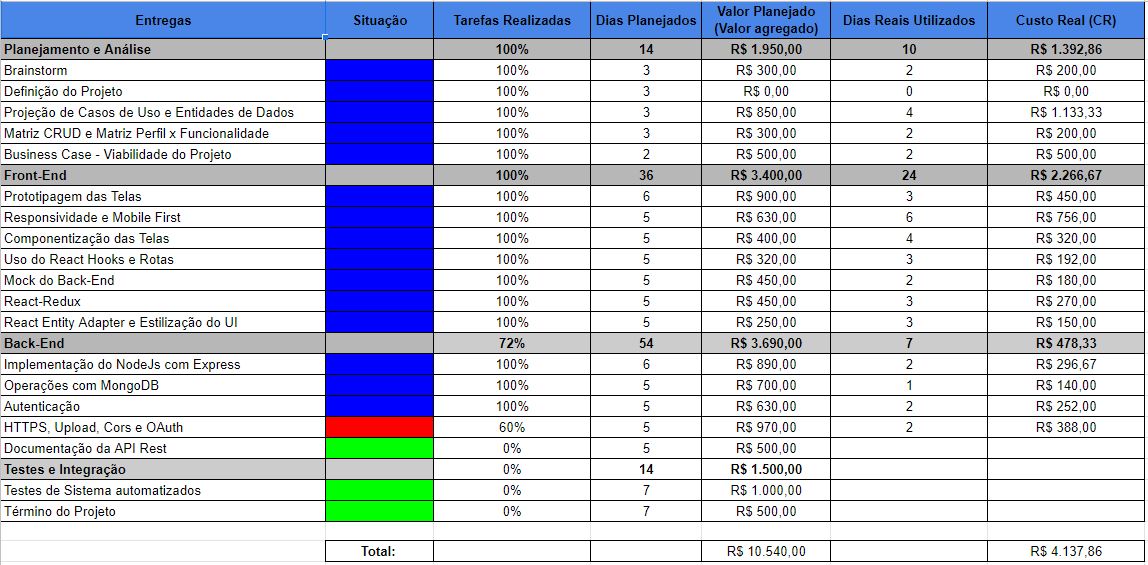 Entregas Situação Tarefas Realizadas Dias Planejados Valor Planejado (Valor agregado) Dias Reais Utilizados Custo Real (CR)
Planejamento e Análise 100% 14 R$ 1.950,00 10 R$ 1.392,86
Brainstorm 100% 3 R$ 300,00 2 R$ 200,00
Definição do Projeto 100% 3 R$ 0,00 0 R$ 0,00
Projeção de Casos de Uso e Entidades de Dados 100% 3 R$ 850,00 4 R$ 1.133,33
Matriz CRUD e Matriz Perfil x Funcionalidade 100% 3 R$ 300,00 2 R$ 200,00
Business Case - Viabilidade do Projeto 100% 2 R$ 500,00 2 R$ 500,00
Front-End 100% 36 R$ 3.400,00 24 R$ 2.266,67
Prototipagem das Telas 100% 6 R$ 900,00 3 R$ 450,00
Responsividade e Mobile First 100% 5 R$ 630,00 6 R$ 756,00
Componentização das Telas 100% 5 R$ 400,00 4 R$ 320,00
Uso do React Hooks e Rotas 100% 5 R$ 320,00 3 R$ 192,00
Mock do Back-End 100% 5 R$ 450,00 2 R$ 180,00
React-Redux 100% 5 R$ 450,00 3 R$ 270,00
React Entity Adapter e Estilização do UI 100% 5 R$ 250,00 3 R$ 150,00
Back-End 72% 54 R$ 3.690,00 7 R$ 478,33
Implementação do NodeJs com Express 100% 6 R$ 890,00 2 R$ 296,67
Operações com MongoDB 100% 5 R$ 700,00 1 R$ 140,00
Autenticação 100% 5 R$ 630,00 2 R$ 252,00
HTTPS, Upload, Cors e OAuth 60% 5 R$ 970,00 2 R$ 388,00
Documentação da API Rest 0% 5 R$ 500,00
Testes e Integração 0% 14 R$ 1.500,00
Testes de Sistema automatizados 0% 7 R$ 1.000,00
Término do Projeto 0% 7 R$ 500,00
Total: R$ 10.540,00 R$ 4.137,86